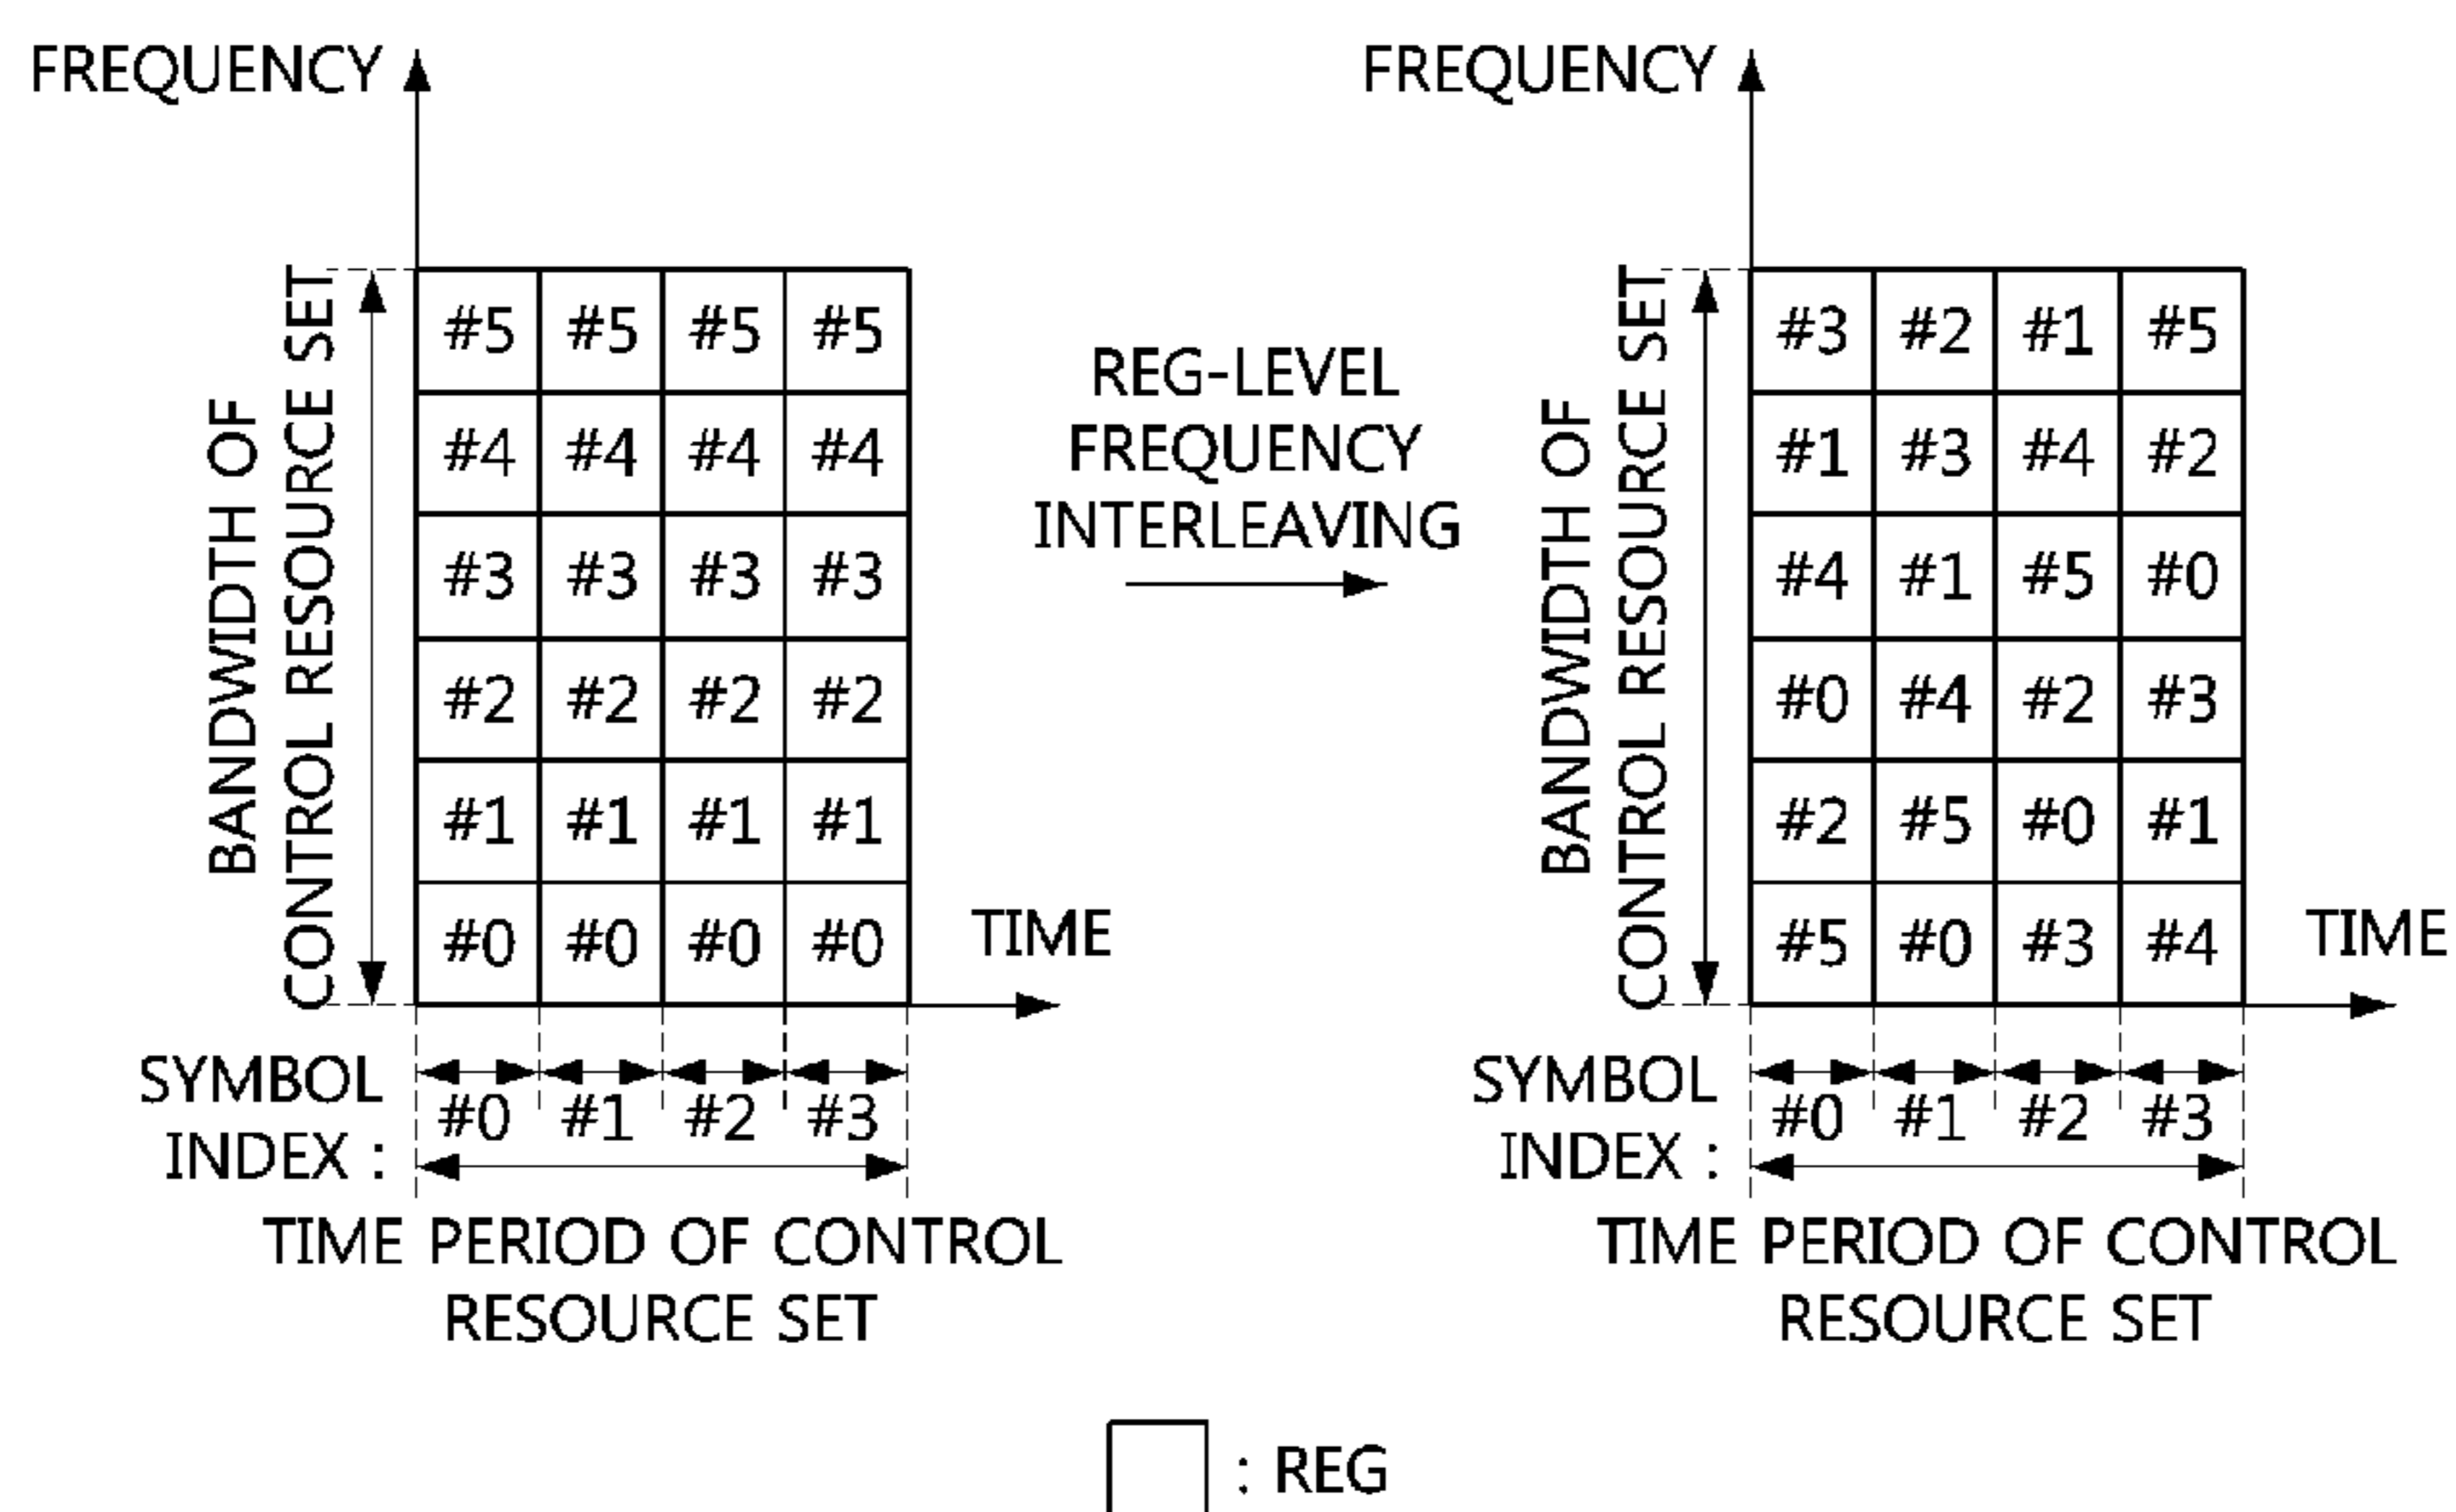 FREQUENCY
BANDWIDTH OF
CONTROL RESOURCE SET
#5 #5 #5 #5
#4 #4 #4 #4
#3 #3 #3 #3
#2 #2 #2 #2
#1 #1 #1 #1
#0 #0 #0 #0
TIME
SYMBOL
INDEX :
#0 #1 #2 #3
TIME PERIOD OF CONTROL
RESOURCE SET
REG-LEVEL
FREQUENCY
INTERLEAVING
FREQUENCY
BANDWIDTH OF
CONTROL RESOURCE SET
#3 #2 #1 #5
#1 #3 #4 #2
#4 #1 #5 #0
#0 #4 #2 #3
#2 #5 #0 #1
#5 #0 #3 #4
TIME
SYMBOL
INDEX :
#0 #1 #2 #3
TIME PERIOD OF CONTROL
RESOURCE SET
: REG